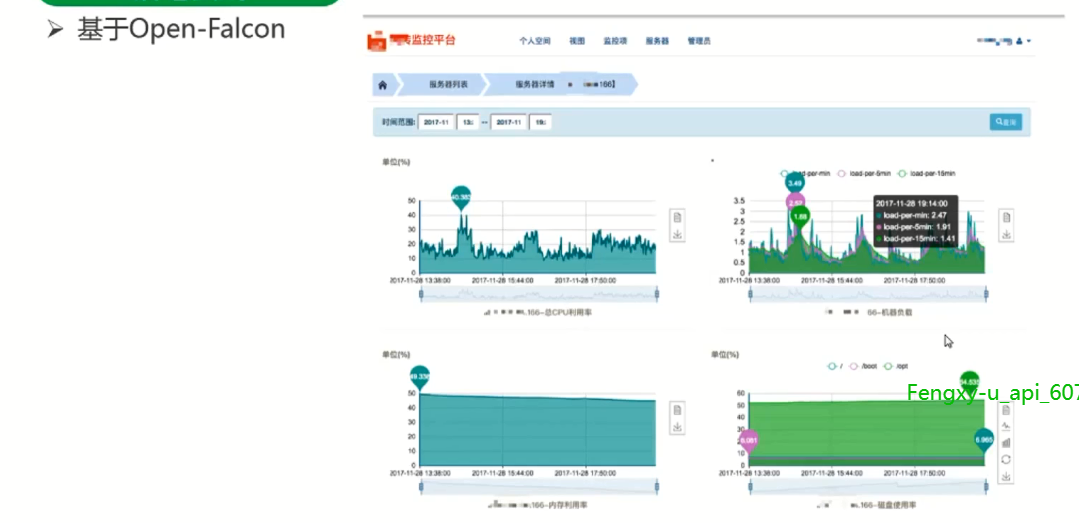 ➢ 基于Open-Falcon
监控平台
个人空间 视图 监控项 服务器 管理员
服务器列表 服务器详情 166】
时间范围: 2017-11 13: -- 2017-11 19: 查询
单位(%)
40.383
50
40
30
20
10
0
2017-11-28 13:38:00 2017-11-28 15:44:00 2017-11-28 17:50:00
.166-总CPU利用率
load-per-min load-per-5min load-per-15min
3.49
2.69
1.88
3.5
3
2.5
2
1.5
1
0.5
0
2017-11-28 19:14:00
load-per-min: 2.47
load-per-5min: 1.91
load-per-15min: 1.41
2017-11-28 13:38:00 2017-11-28 15:44:00 2017-11-28 17:50:00
66-机器负载
单位(%)
49.336
50
40
30
20
10
0
2017-11-28 13:38:00 2017-11-28 15:44:00 2017-11-28 17:50:00
.166-内存利用率
单位(%)
/ /boot /opt
54.835
6.081
6.965
60
50
40
30
20
10
0
2017-11-28 13:38:00 2017-11-28 15:44:00 2017-11-28 17:50:00
.166-磁盘使用率
Fengxy-u_api_607